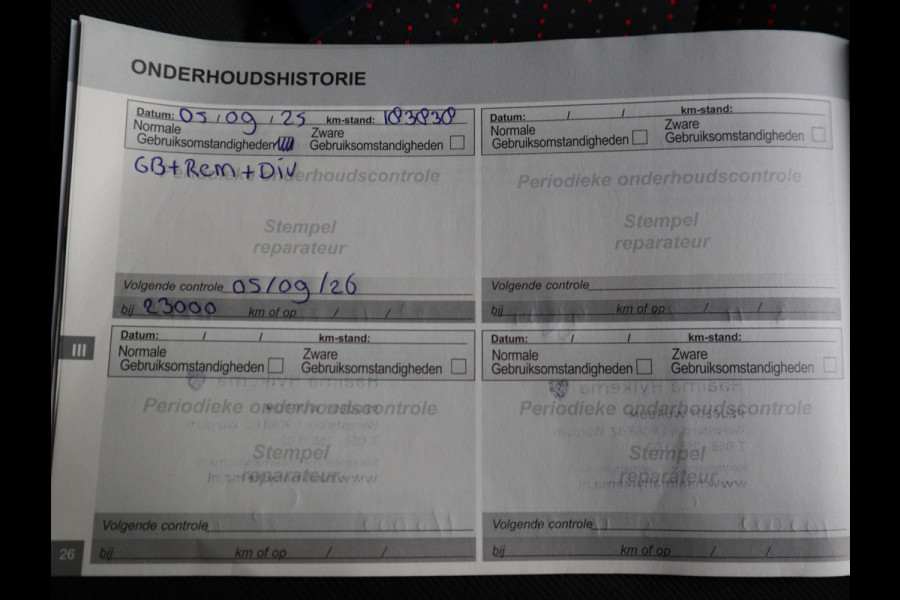 ONDERHOUDSHISTORIE
Datum: 05 / 09 / 25 km-stand: 183838
Normale Gebruiksomstandigheden Zware Gebruiksomstandigheden
GB+Rem+Div
Periodieke onderhoudscontrole
Stempel
reparateur
Volgende controle 05/09/26
bij 23000 km of op / /
Datum: / / km-stand:
Normale Gebruiksomstandigheden Zware Gebruiksomstandigheden
Periodieke onderhoudscontrole
Stempel
reparateur
Volgende controle
bij km of op / /
III
Datum: / / km-stand:
Normale Gebruiksomstandigheden Zware Gebruiksomstandigheden
Periodieke onderhoudscontrole
Stempel
reparateur
Volgende controle
bij km of op / /
Datum: / / km-stand:
Normale Gebruiksomstandigheden Zware Gebruiksomstandigheden
Periodieke onderhoudscontrole
Stempel
reparateur
Volgende controle
bij km of op / /
26